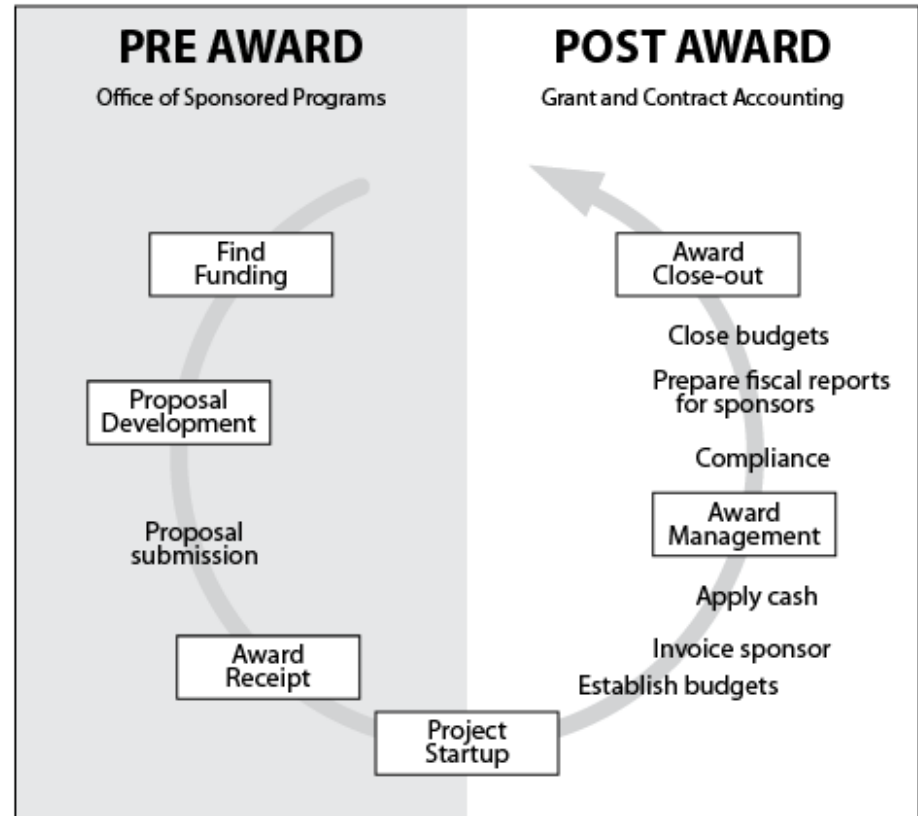 PRE AWARD
Office of Sponsored Programs
Find
Funding
Proposal
Development
Proposal
submission
Award
Receipt
Project
Startup
POST AWARD
Grant and Contract Accounting
Award
Close-out
Close budgets
Prepare fiscal reports
for sponsors
Compliance
Award
Management
Apply cash
Invoice sponsor
Establish budgets